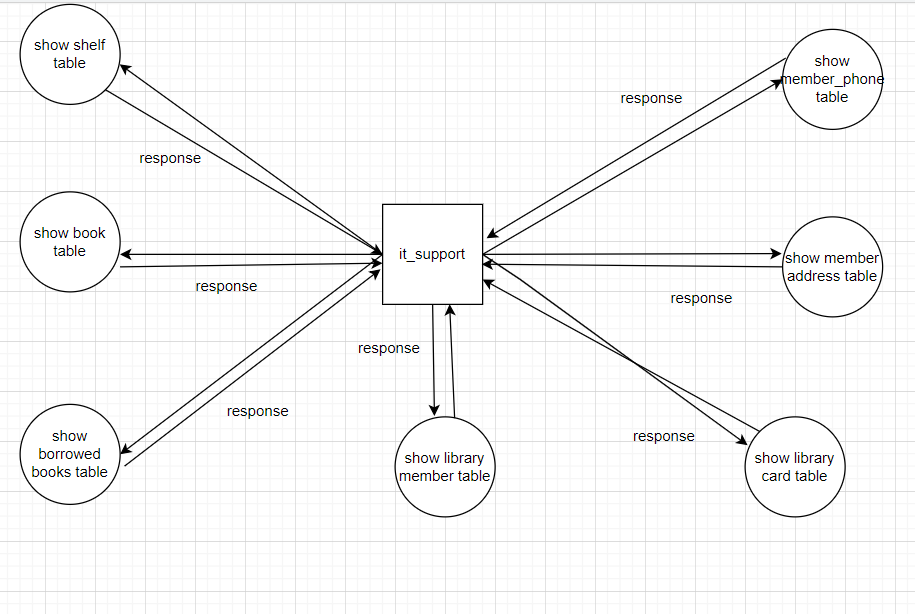 show shelf
table
response
show book
table
response
show
borrowed
books table
response
it_support
response
show library
member table
response
show
member_phone
table
show member
address table
response
response
show library
card table